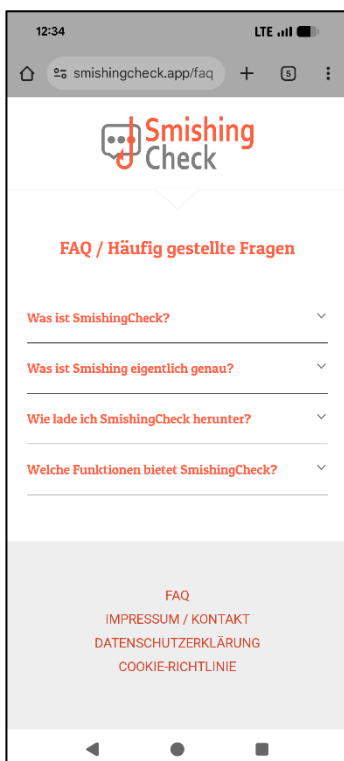 12:34 LTE
smishingcheck.app/faq 5
Smishing
Check
FAQ / Häufig gestellte Fragen
Was ist SmishingCheck?
Was ist Smishing eigentlich genau?
Wie lade ich SmishingCheck herunter?
Welche Funktionen bietet SmishingCheck?
FAQ
IMPRESSUM / KONTAKT
DATENSCHUTZERKLÄRUNG
COOKIE-RICHTLINIE